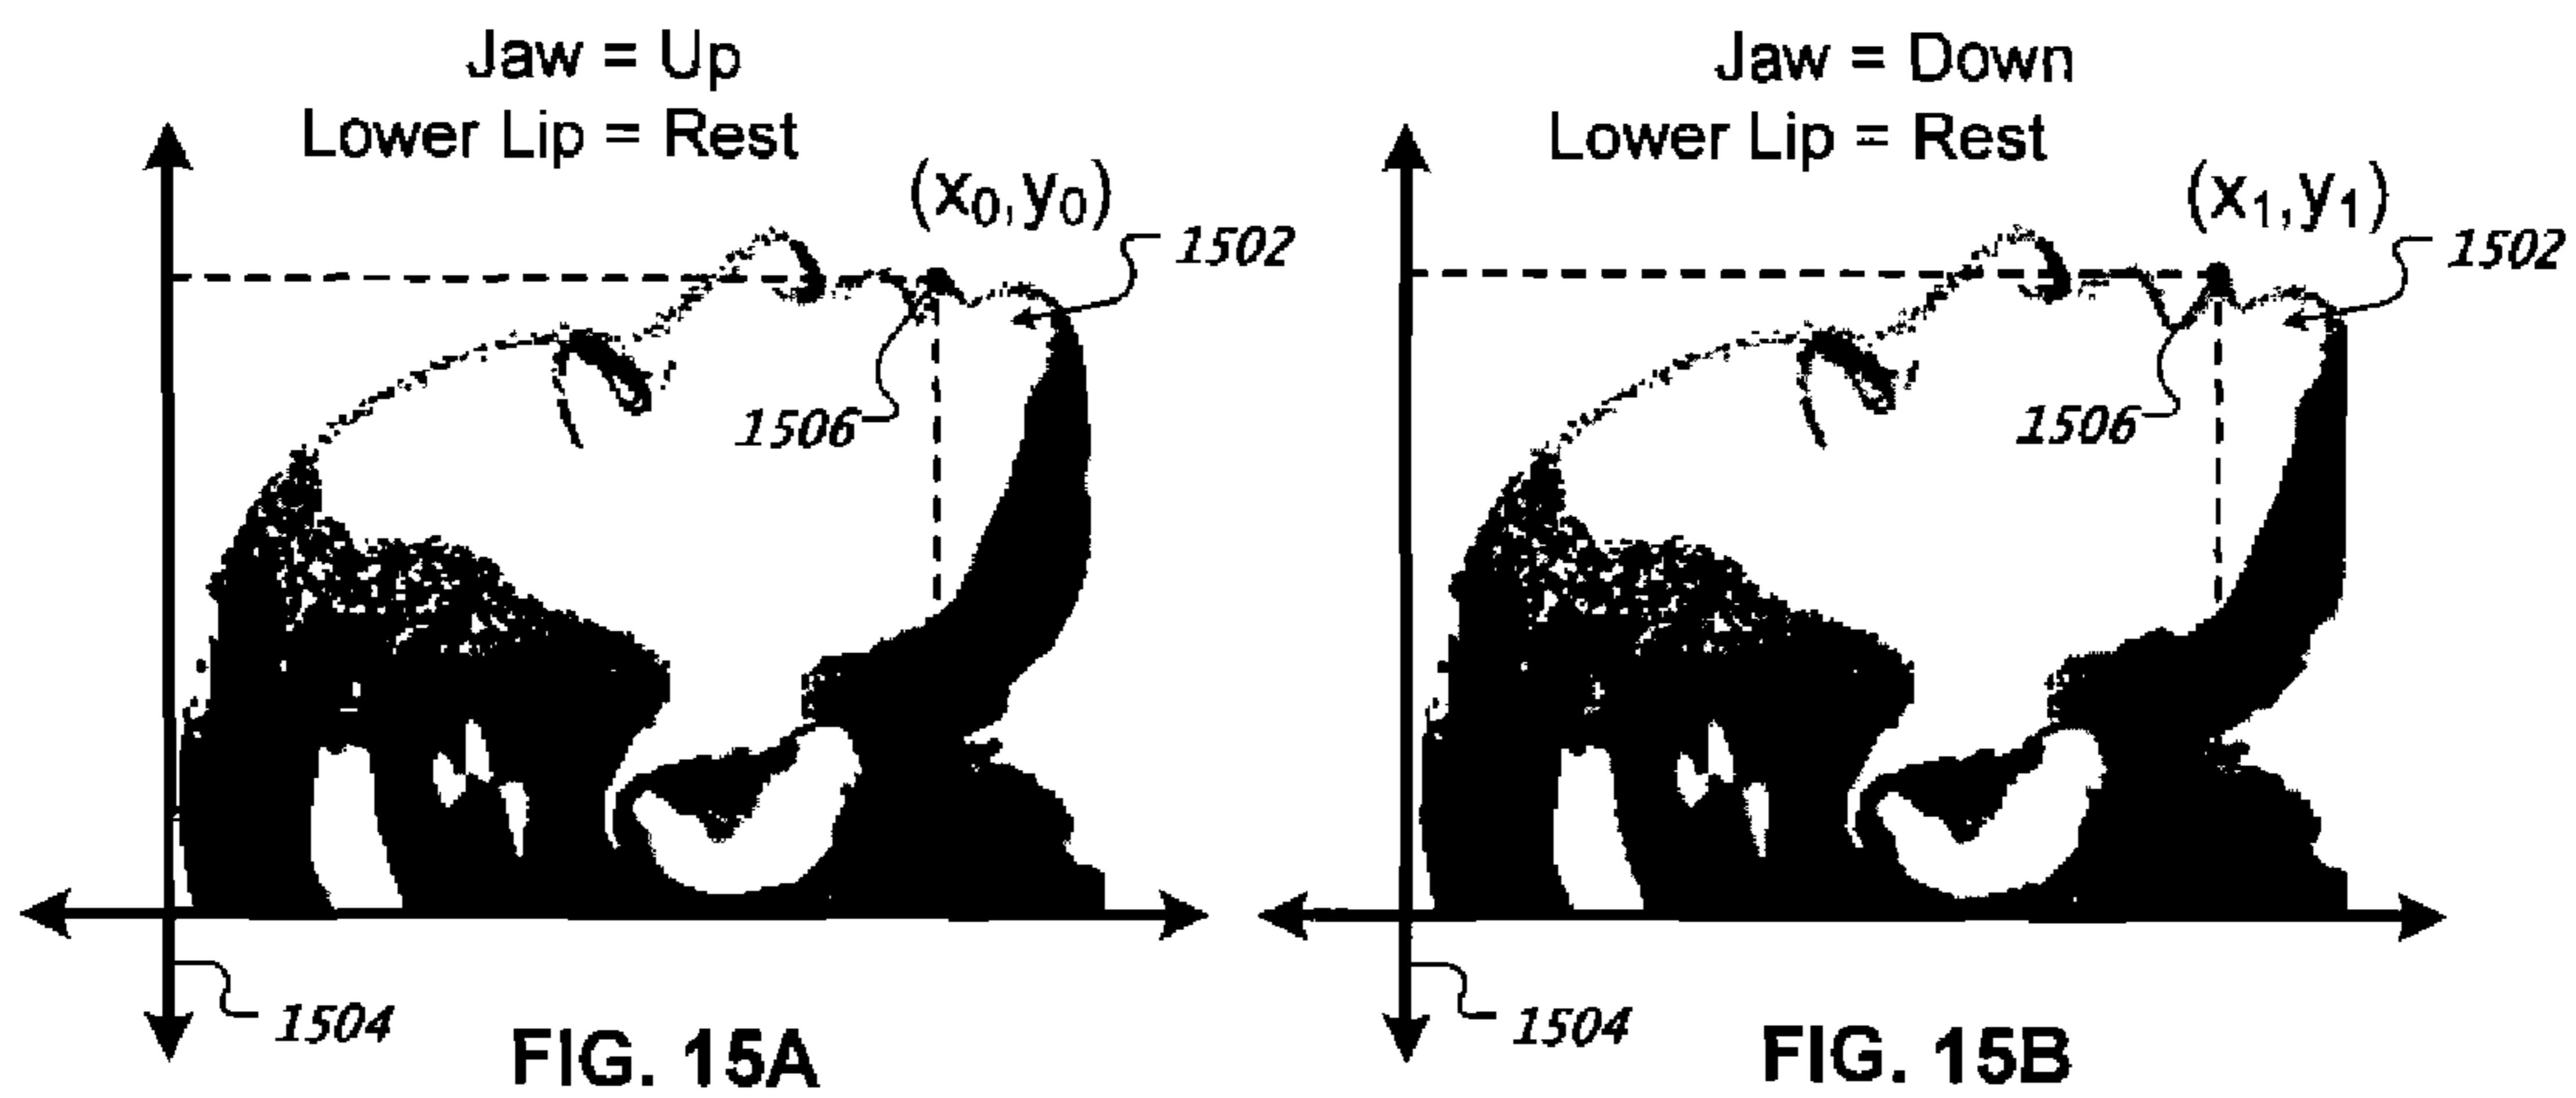 Jaw = Up
Lower Lip = Rest
(x₀,y₀)
1502
1506
1504
FIG. 15A
Jaw = Down
Lower Lip = Rest
(x₁,y₁)
1502
1506
1504
FIG. 15B